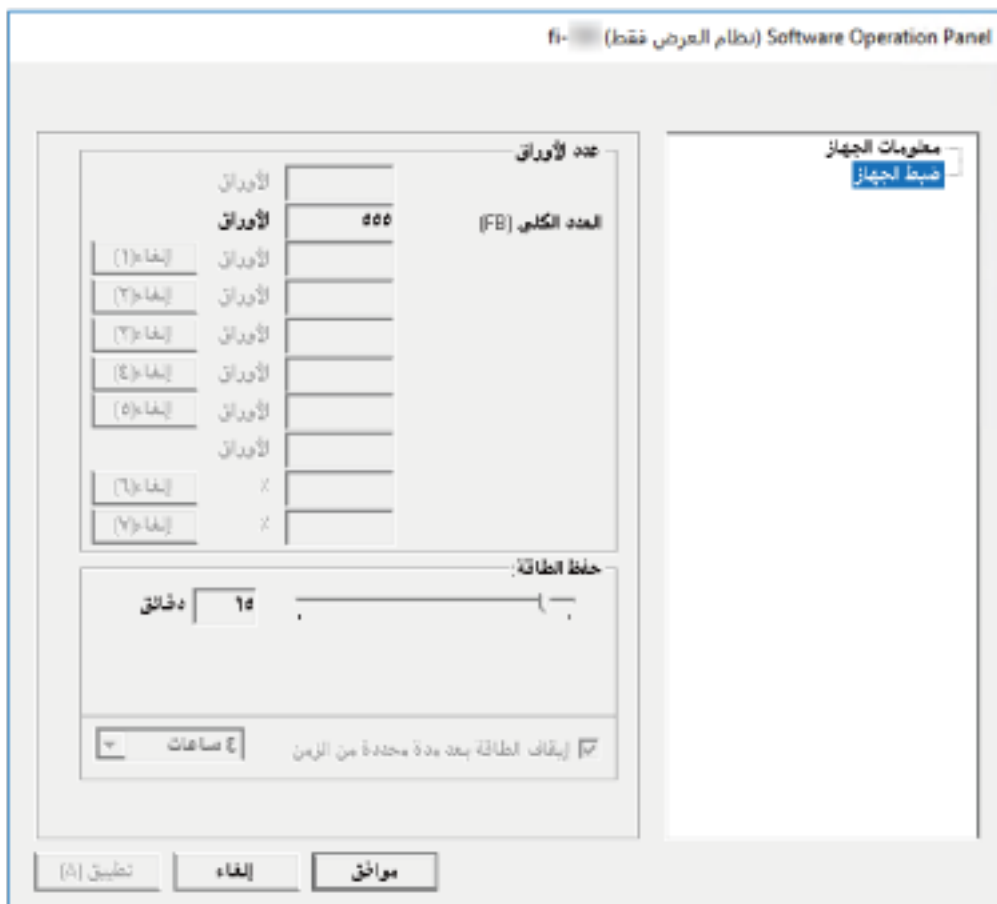 Software Operation Panel (نظام العرض فقط) fi-
معلومات الجهاز
ضبط الجهاز
عدد الأوراق
الأوراق
العدد الكلي (FB) ٥٥٥ الأوراق
الأوراق إلغاء(١)
الأوراق إلغاء(٢)
الأوراق إلغاء(٣)
الأوراق إلغاء(٤)
الأوراق إلغاء(٥)
الأوراق
٪ إلغاء(٦)
٪ إلغاء(٧)
حفظ الطاقة:
١٥ دقائق
إيقاف الطاقة بعد مدة محددة من الزمن ٤ ساعات
موافق إلغاء تطبيق (A)